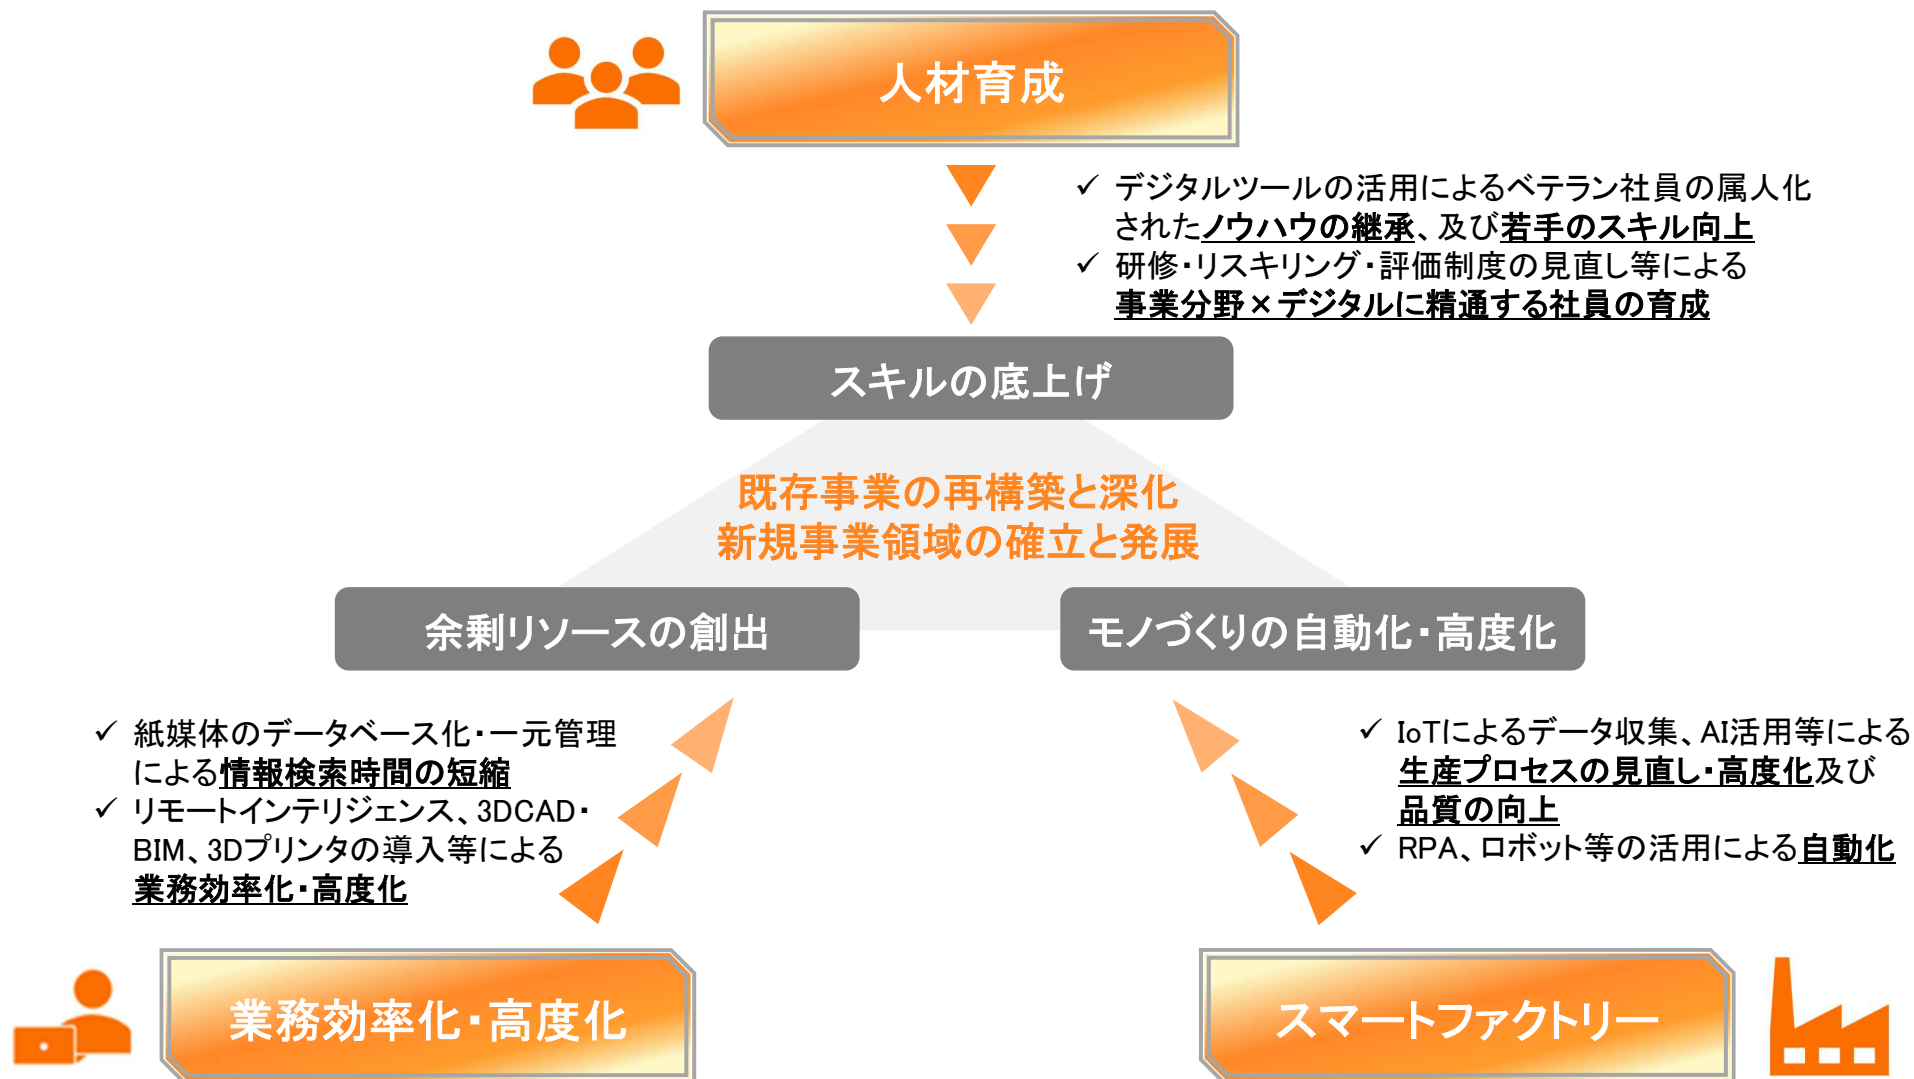 人材育成
✓ デジタルツールの活用によるベテラン社員の属人化
されたノウハウの継承、及び若手のスキル向上
✓ 研修・リスキリング・評価制度の見直し等による
事業分野×デジタルに精通する社員の育成
スキルの底上げ
既存事業の再構築と深化
新規事業領域の確立と発展
余剰リソースの創出
モノづくりの自動化・高度化
✓ 紙媒体のデータベース化・一元管理
による情報検索時間の短縮
✓ リモートインテリジェンス、3DCAD・
BIM、3Dプリンタの導入等による
業務効率化・高度化
✓ IoTによるデータ収集、AI活用等による
生産プロセスの見直し・高度化及び
品質の向上
✓ RPA、ロボット等の活用による自動化
業務効率化・高度化
スマートファクトリー